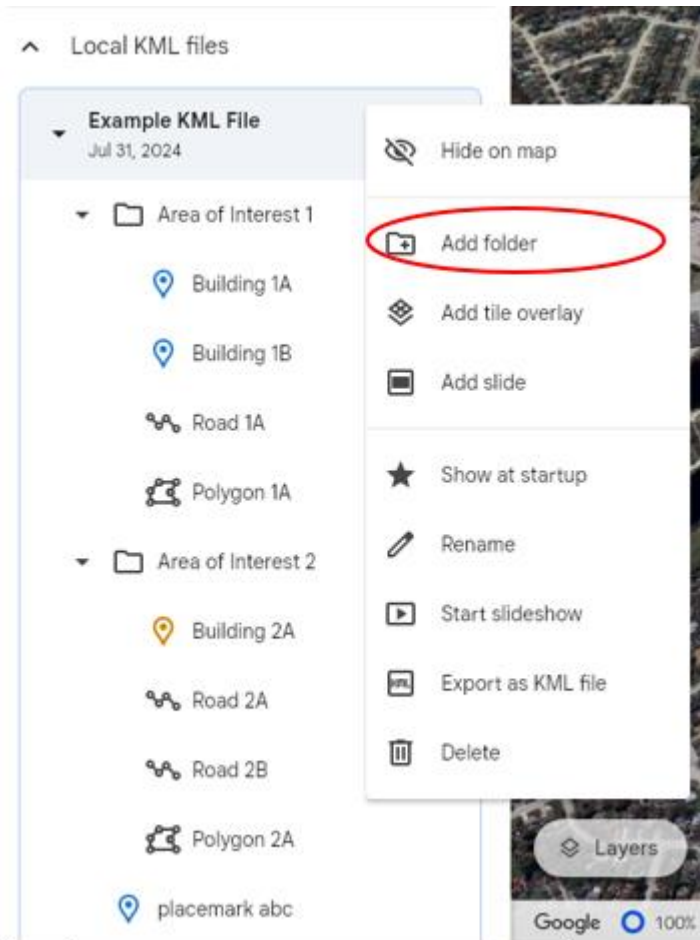 Local KML files
Example KML File
Jul 31, 2024
Area of Interest 1
Building 1A
Building 1B
Road 1A
Polygon 1A
Area of Interest 2
Building 2A
Road 2A
Road 2B
Polygon 2A
placemark abc
Hide on map
Add folder
Add tile overlay
Add slide
Show at startup
Rename
Start slideshow
KML
Export as KML file
Delete
Layers
Google
100%